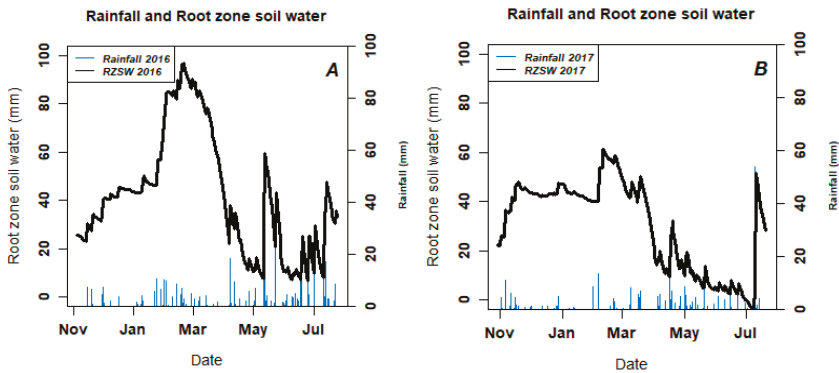 Rainfall and Root zone soil water
Rainfall 2016
RZSW 2016
A
Root zone soil water (mm)
100
80
60
40
20
0
100
80
60
40
20
0
Rainfall (mm)
Nov
Jan
Mar
May
Jul
Date
Rainfall and Root zone soil water
Rainfall 2017
RZSW 2017
B
Root zone soil water (mm)
100
80
60
40
20
0
100
80
60
40
20
0
Rainfall (mm)
Nov
Jan
Mar
May
Jul
Date